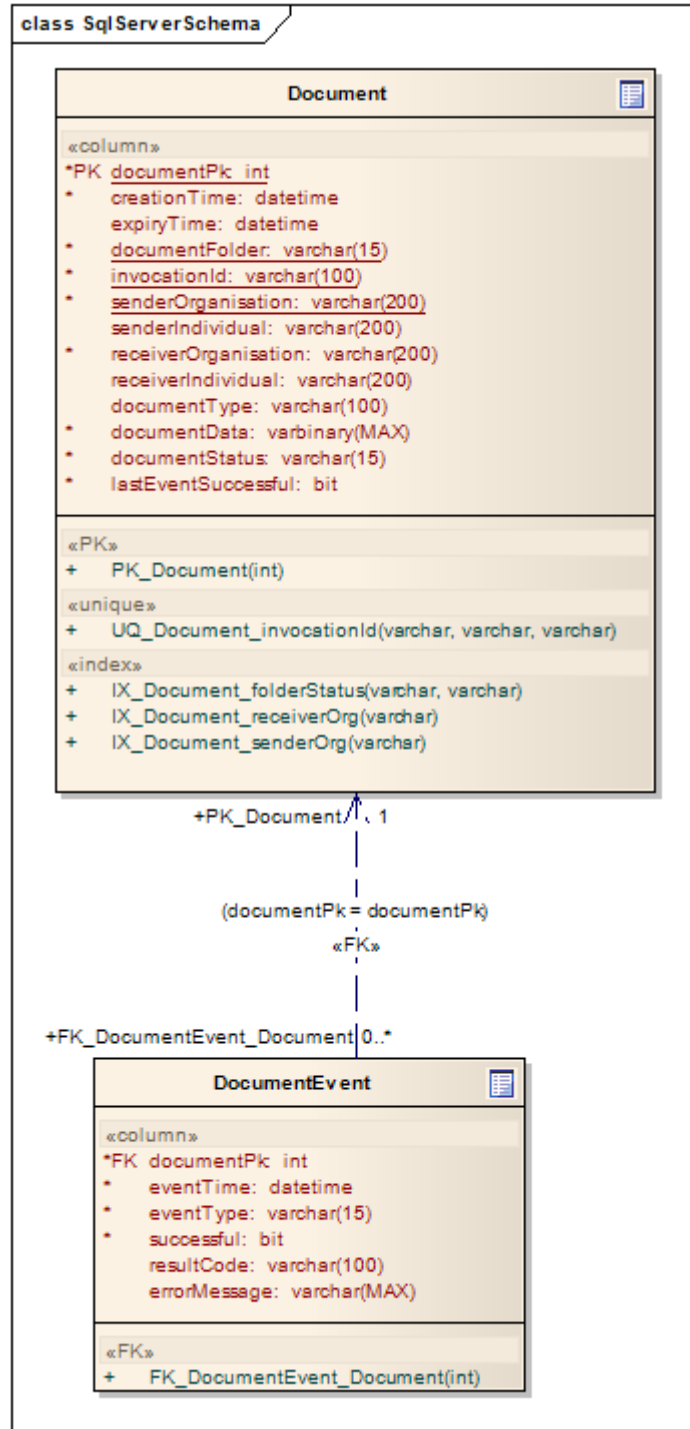 class SqlServerSchema
Document
«column»
*PK documentPk: int
* creationTime: datetime
expiryTime: datetime
* documentFolder: varchar(15)
* invocationId: varchar(100)
* senderOrganisation: varchar(200)
senderIndividual: varchar(200)
* receiverOrganisation: varchar(200)
receiverIndividual: varchar(200)
documentType: varchar(100)
* documentData: varbinary(MAX)
* documentStatus: varchar(15)
* lastEventSuccessful: bit
«PK»
+ PK_Document(int)
«unique»
+ UQ_Document_invocationId(varchar, varchar, varchar)
«index»
+ IX_Document_folderStatus(varchar, varchar)
+ IX_Document_receiverOrg(varchar)
+ IX_Document_senderOrg(varchar)
+PK_Document 1
(documentPk = documentPk)
«FK»
+FK_DocumentEvent_Document 0..*
DocumentEvent
«column»
*FK documentPk: int
* eventTime: datetime
* eventType: varchar(15)
* successful: bit
resultCode: varchar(100)
errorMessage: varchar(MAX)
«FK»
+ FK_DocumentEvent_Document(int)